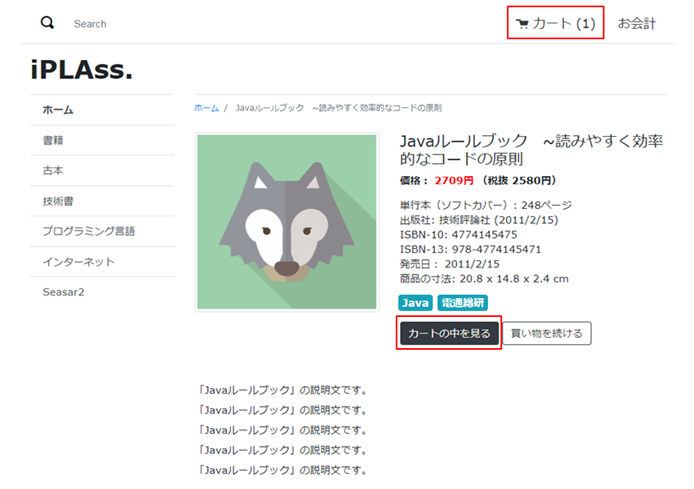 Search
カート (1)
お会計
iPLAss.
ホーム
書籍
古本
技術書
プログラミング言語
インターネット
Seasar2
ホーム / Javaルールブック　~読みやすく効率的なコードの原則
Javaルールブック　~読みやすく効率
的なコードの原則
価格： 2709円 （税抜 2580円）
単行本（ソフトカバー）: 248ページ
出版社: 技術評論社 (2011/2/15)
ISBN-10: 4774145475
ISBN-13: 978-4774145471
発売日： 2011/2/15
商品の寸法: 20.8 x 14.8 x 2.4 cm
Java 電通総研
カートの中を見る 買い物を続ける
「Javaルールブック」の説明文です。
「Javaルールブック」の説明文です。
「Javaルールブック」の説明文です。
「Javaルールブック」の説明文です。
「Javaルールブック」の説明文です。